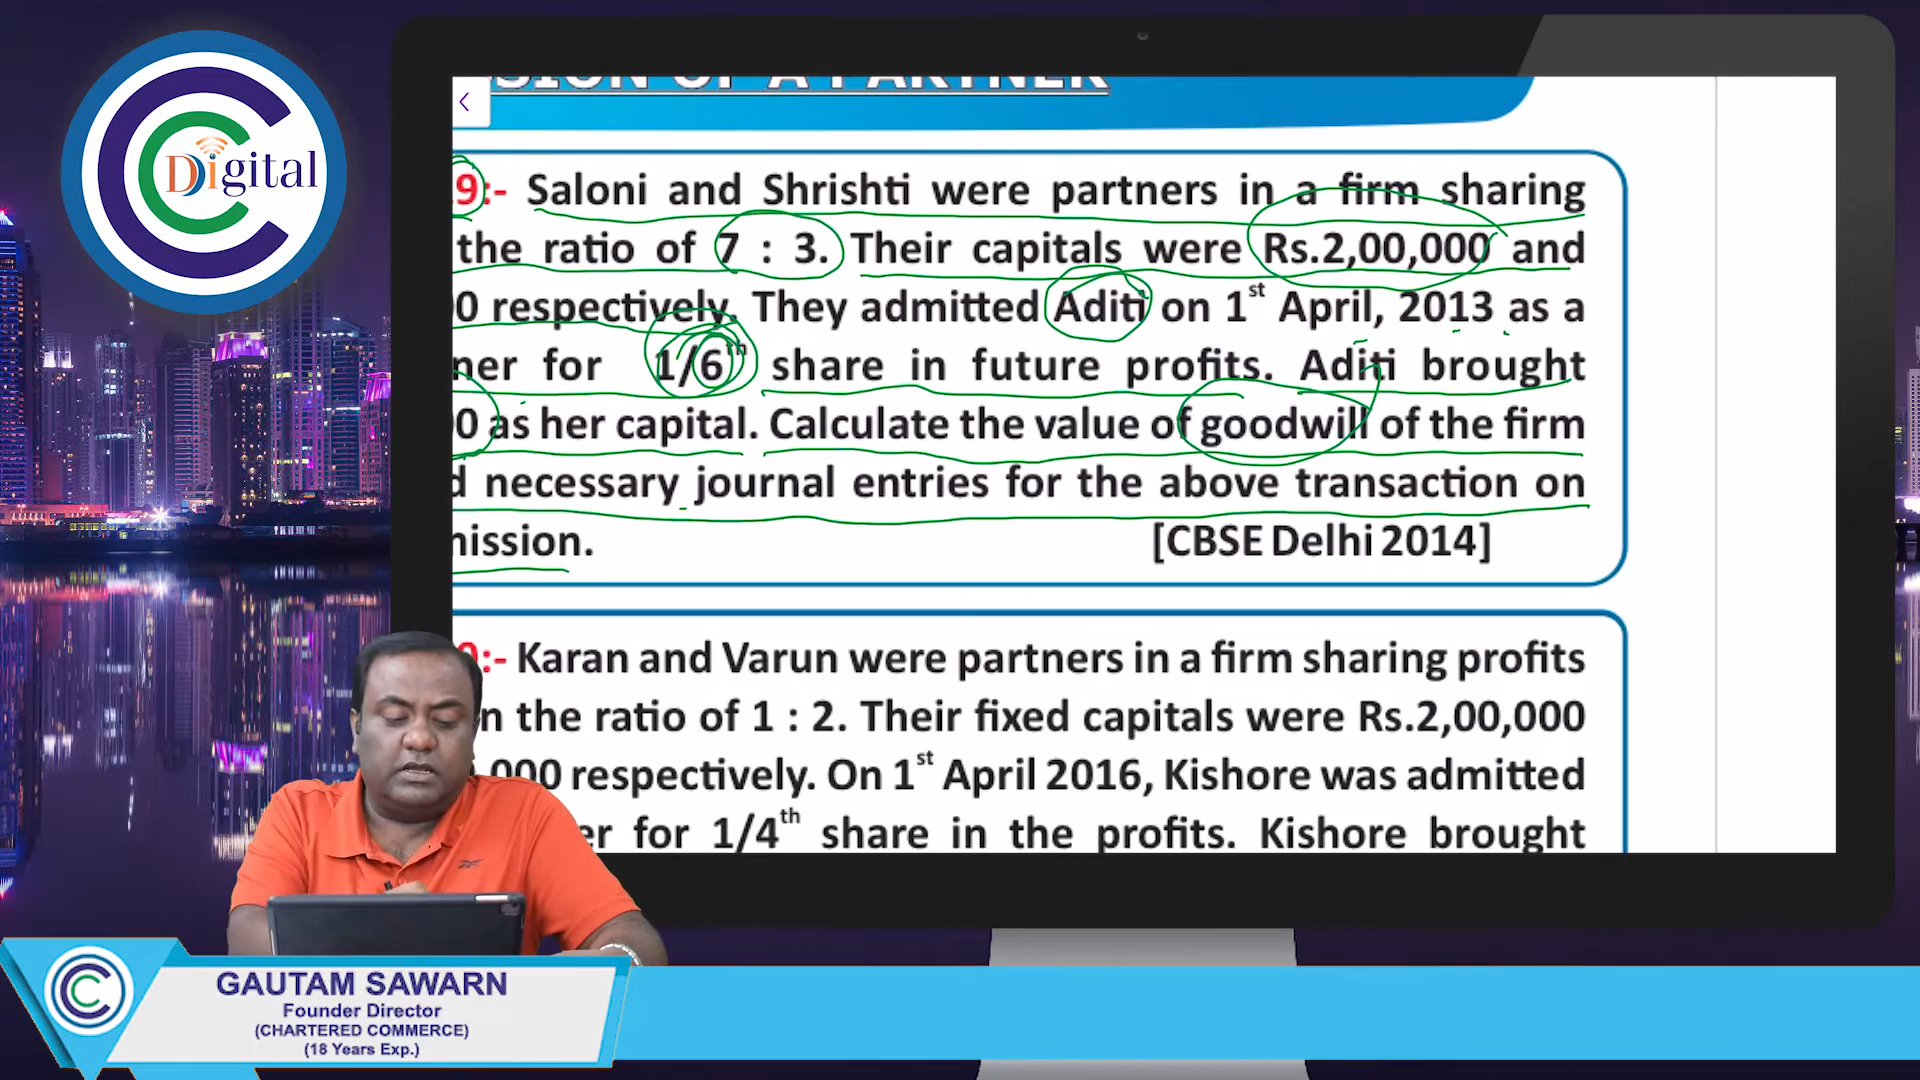 SION OF A PARTNER
9:- Saloni and Shrishti were partners in a firm sharing
the ratio of 7 : 3. Their capitals were Rs.2,00,000 and
00 respectively. They admitted Aditi on 1st April, 2013 as a
ner for 1/6th share in future profits. Aditi brought
00 as her capital. Calculate the value of goodwill of the firm
d necessary journal entries for the above transaction on
mission. [CBSE Delhi 2014]
0:- Karan and Varun were partners in a firm sharing profits
n the ratio of 1 : 2. Their fixed capitals were Rs.2,00,000
,000 respectively. On 1st April 2016, Kishore was admitted
er for 1/4th share in the profits. Kishore brought
Digital
GAUTAM SAWARN
Founder Director
(CHARTERED COMMERCE)
(18 Years Exp.)